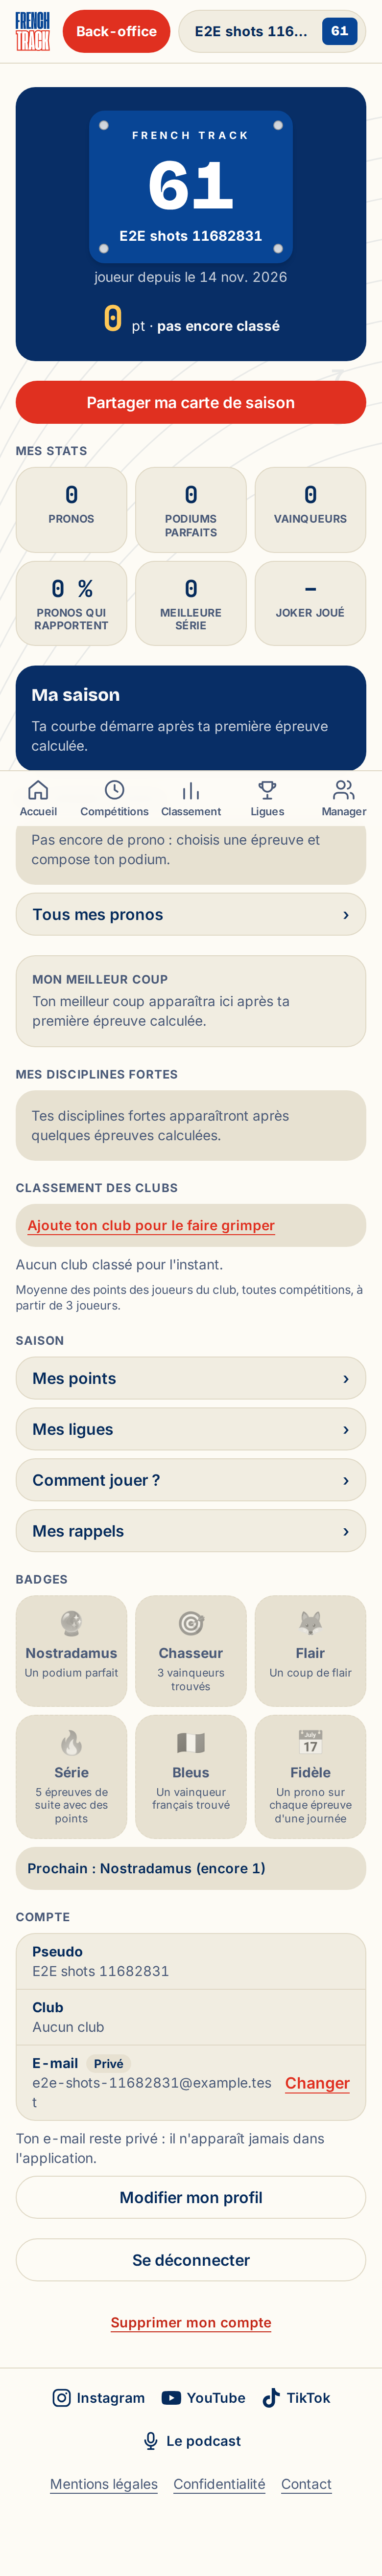 FRENCH
TRACK
Back-office
E2E shots 116... 61
FRENCH TRACK
61
E2E shots 11682831
joueur depuis le 14 nov. 2026
0 pt · pas encore classé
Partager ma carte de saison
MES STATS
0
PRONOS
0
PODIUMS
PARFAITS
0
VAINQUEURS
0 %
PRONOS QUI
RAPPORTENT
0
MEILLEURE
SÉRIE
–
JOKER JOUÉ
Ma saison
Ta courbe démarre après ta première épreuve
calculée.
Accueil
Compétitions
Classement
Ligues
Manager
Pas encore de prono : choisis une épreuve et
compose ton podium.
Tous mes pronos ›
MON MEILLEUR COUP
Ton meilleur coup apparaîtra ici après ta
première épreuve calculée.
MES DISCIPLINES FORTES
Tes disciplines fortes apparaîtront après
quelques épreuves calculées.
CLASSEMENT DES CLUBS
Ajoute ton club pour le faire grimper
Aucun club classé pour l'instant.
Moyenne des points des joueurs du club, toutes compétitions, à
partir de 3 joueurs.
SAISON
Mes points ›
Mes ligues ›
Comment jouer ? ›
Mes rappels ›
BADGES
Nostradamus
Un podium parfait
Chasseur
3 vainqueurs
trouvés
Flair
Un coup de flair
Série
5 épreuves de
suite avec des
points
Bleus
Un vainqueur
français trouvé
July
17
Fidèle
Un prono sur
chaque épreuve
d'une journée
Prochain : Nostradamus (encore 1)
COMPTE
Pseudo
E2E shots 11682831
Club
Aucun club
E-mail Privé
e2e-shots-11682831@example.tes
t
Changer
Ton e-mail reste privé : il n'apparaît jamais dans
l'application.
Modifier mon profil
Se déconnecter
Supprimer mon compte
Instagram
YouTube
TikTok
Le podcast
Mentions légales
Confidentialité
Contact